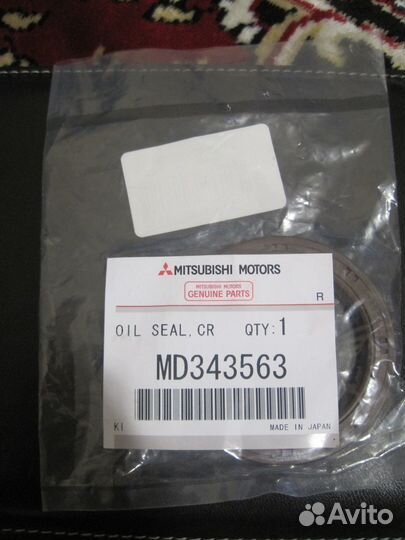 MITSUBISHI MOTORS
MITSUBISHI MOTORS
GENUINE PARTS
R
OIL SEAL,CR QTY:1
MD343563
KI MADE IN JAPAN
Avito